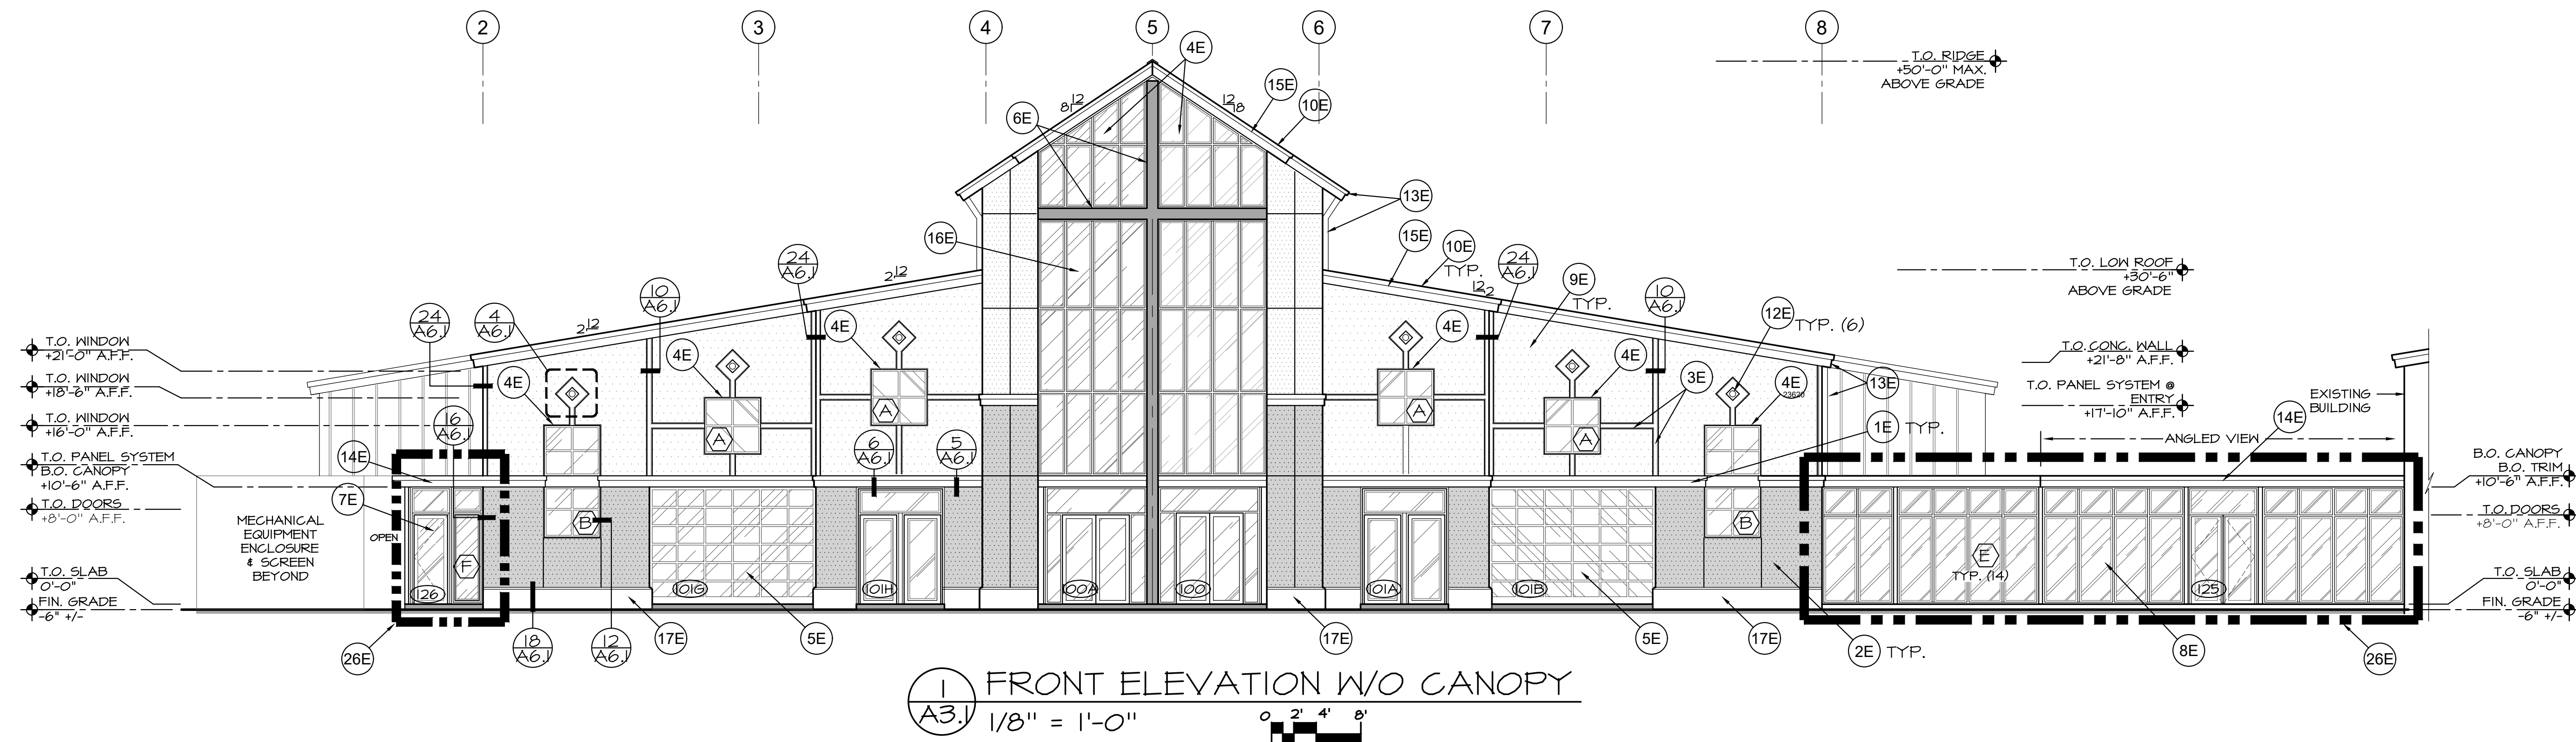 2
3
4
5
6
7
8
4E
T.O. RIDGE
+50'-0" MAX.
ABOVE GRADE
15E
10E
6E
12
8
12
8
13E
16E
15E
10E
TYP.
24
A6.1
24
A6.1
2
12
12
2
T.O. LOW ROOF
+30'-6"
ABOVE GRADE
9E
TYP.
10
A6.1
10
A6.1
12E
TYP. (6)
24
A6.1
4
A6.1
2
12
4E
4E
T.O. WINDOW
+21'-0" A.F.F.
4E
4E
T.O. CONC. WALL
+21'-8" A.F.F.
T.O. WINDOW
+18'-6" A.F.F.
4E
3E
4E
23620
13E
T.O. PANEL SYSTEM @
ENTRY
+17'-10" A.F.F.
EXISTING
BUILDING
T.O. WINDOW
+16'-0" A.F.F.
16
A6.1
A
A
A
A
6
A6.1
5
A6.1
1E TYP.
14E
ANGLED VIEW
T.O. PANEL SYSTEM
B.O. CANOPY
+10'-6" A.F.F.
14E
B.O. CANOPY
B.O. TRIM
+10'-6" A.F.F.
7E
T.O. DOORS
+8'-0" A.F.F.
T.O. DOORS
+8'-0" A.F.F.
MECHANICAL
EQUIPMENT
ENCLOSURE
& SCREEN
BEYOND
OPEN
B
B
F
E
TYP. (14)
T.O. SLAB
0'-0"
T.O. SLAB
0'-0"
126
101G
101H
100A
100
101A
101B
125
FIN. GRADE
-6" +/-
FIN. GRADE
-6" +/-
26E
18
A6.1
12
A6.1
17E
5E
17E
5E
17E
2E TYP.
8E
26E
1
A3.1
FRONT ELEVATION W/O CANOPY
1/8" = 1'-0"
0 2' 4' 8'